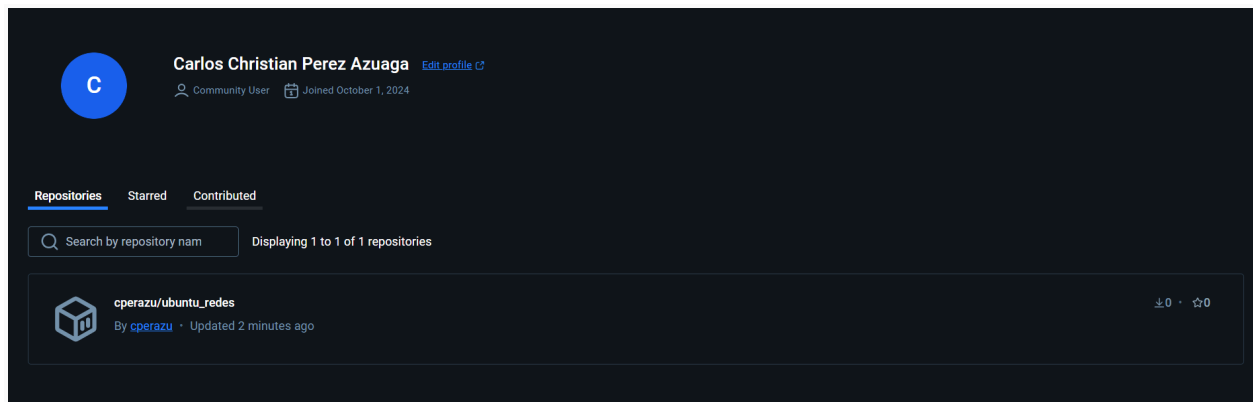 C
Carlos Christian Perez Azuaga Edit profile
Community User Joined October 1, 2024
Repositories Starred Contributed
Search by repository nam Displaying 1 to 1 of 1 repositories
cperazu/ubuntu_redes 0 · 0
By cperazu · Updated 2 minutes ago